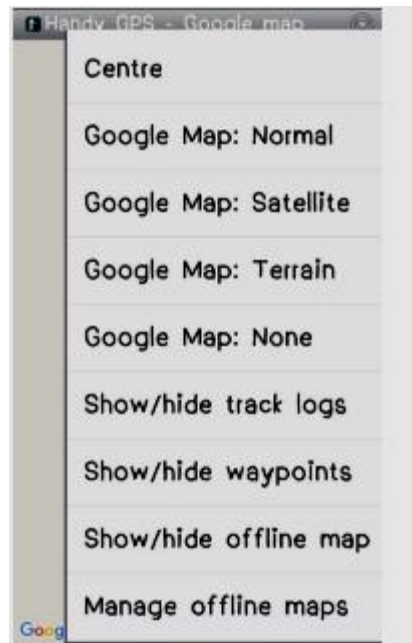 Handy GPS - Google map
Centre
Google Map: Normal
Google Map: Satellite
Google Map: Terrain
Google Map: None
Show/hide track logs
Show/hide waypoints
Show/hide offline map
Manage offline maps
Goog